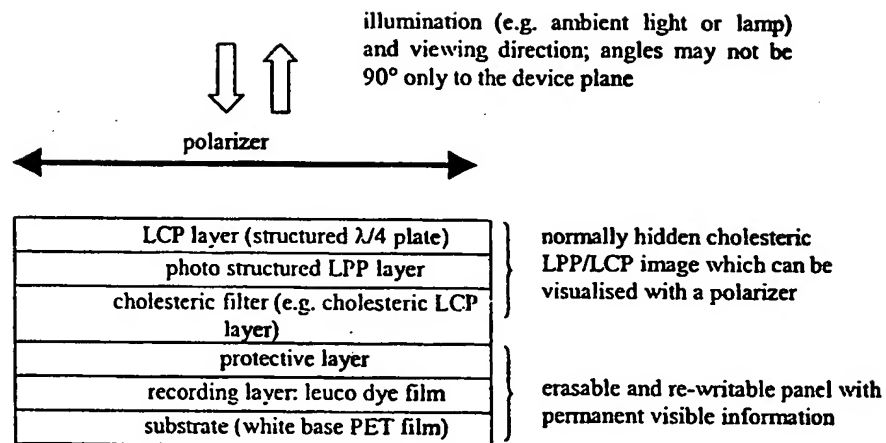 illumination (e.g. ambient light or lamp)
and viewing direction; angles may not be
90° only to the device plane
polarizer
LCP layer (structured λ/4 plate)
photo structured LPP layer
cholesteric filter (e.g. cholesteric LCP
layer)
protective layer
recording layer: leuco dye film
substrate (white base PET film)
normally hidden cholesteric
LPP/LCP image which can be
visualised with a polarizer
erasable and re-writable panel with
permanent visible information